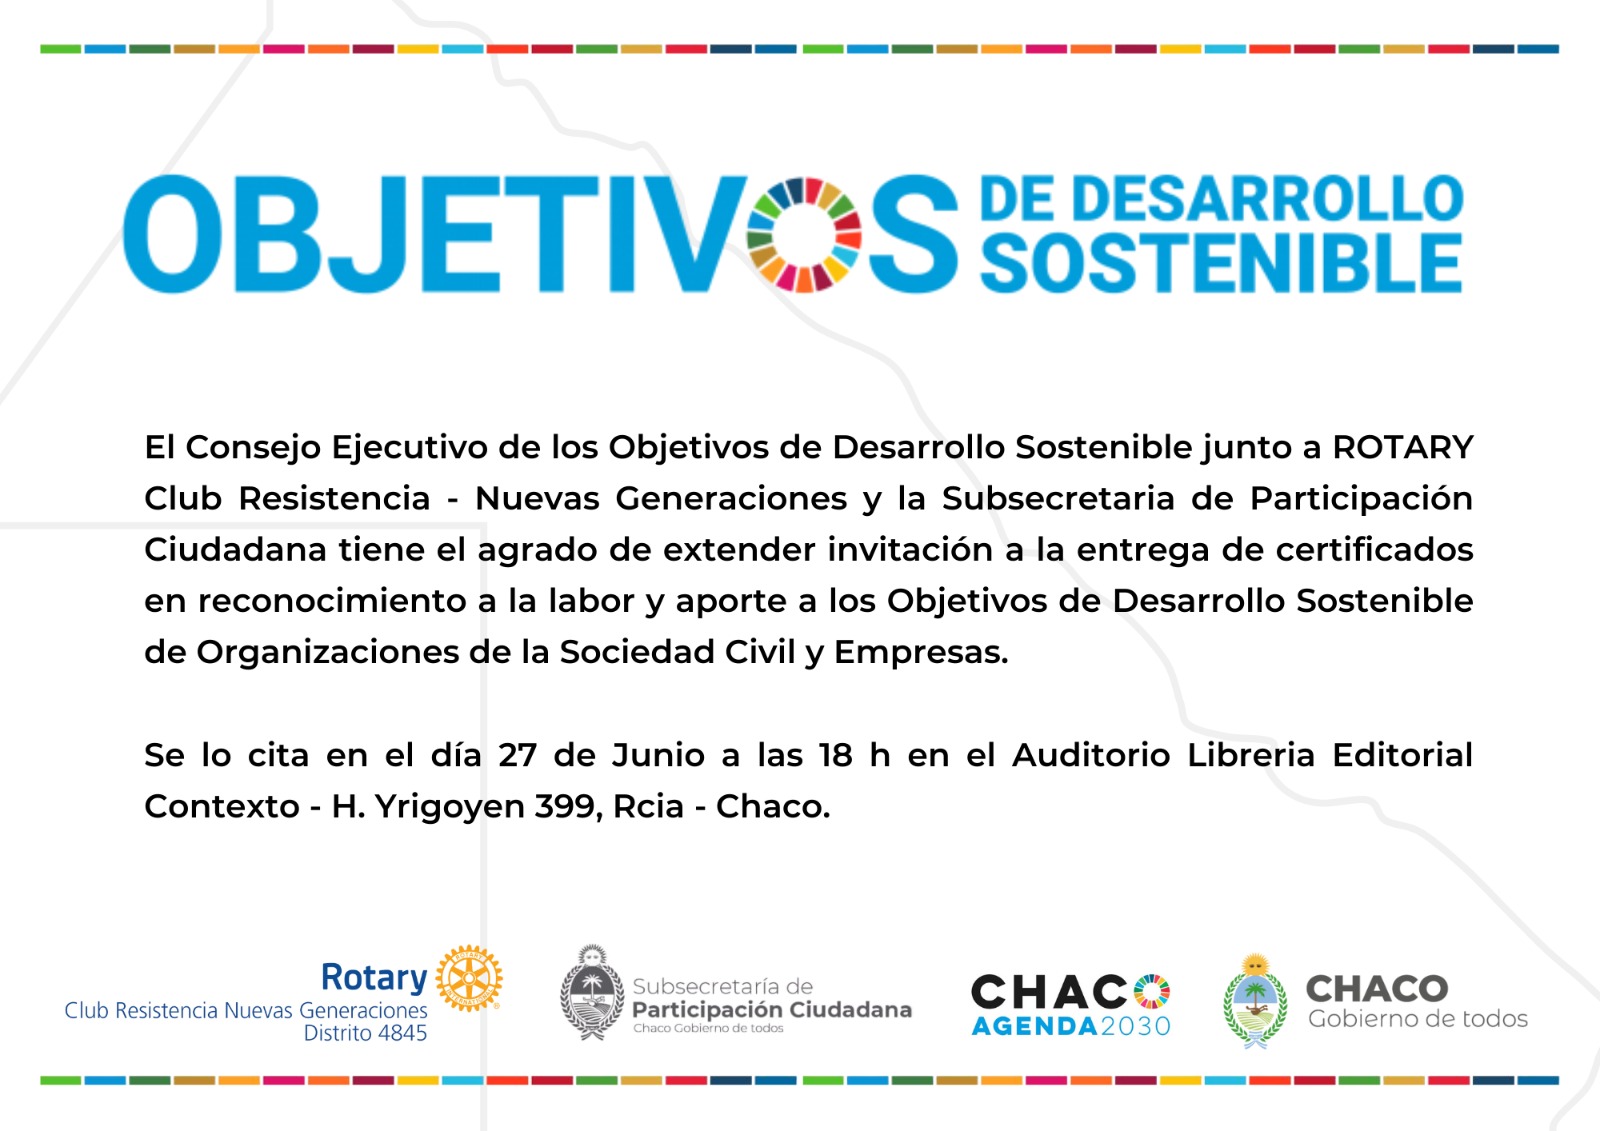 OBJETIVOS DE DESARROLLO
SOSTENIBLE
El Consejo Ejecutivo de los Objetivos de Desarrollo Sostenible junto a ROTARY
Club Resistencia - Nuevas Generaciones y la Subsecretaria de Participación
Ciudadana tiene el agrado de extender invitación a la entrega de certificados
en reconocimiento a la labor y aporte a los Objetivos de Desarrollo Sostenible
de Organizaciones de la Sociedad Civil y Empresas.
Se lo cita en el día 27 de Junio a las 18 h en el Auditorio Libreria Editorial
Contexto - H. Yrigoyen 399, Rcia - Chaco.
Rotary
Club Resistencia Nuevas Generaciones
Distrito 4845
ROTARY
INTERNATIONAL
Subsecretaría de
Participación Ciudadana
Chaco Gobierno de todos
CHACO
AGENDA2030
CHACO
Gobierno de todos